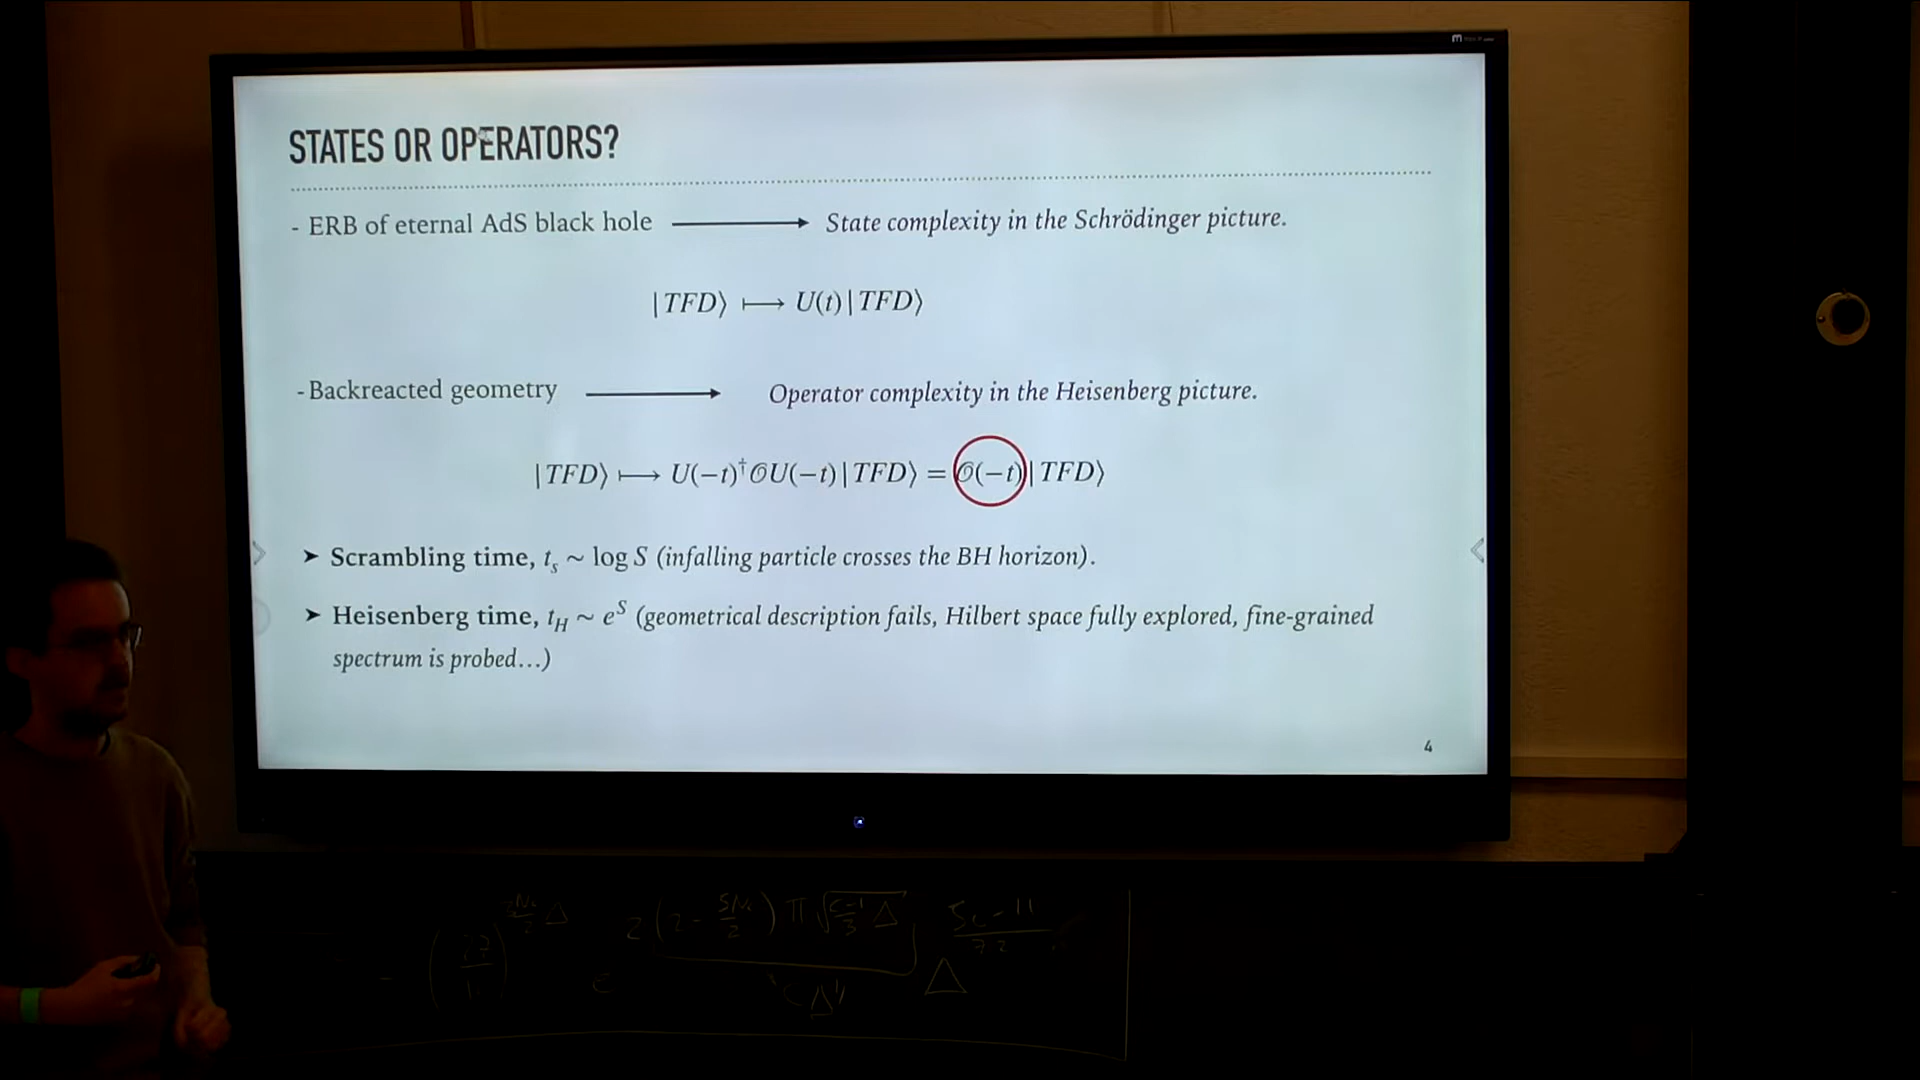 STATES OR OPERATORS?
- ERB of eternal AdS black hole ⟶ State complexity in the Schrödinger picture.
|TFD⟩ ⟼ U(t)|TFD⟩
- Backreacted geometry ⟶ Operator complexity in the Heisenberg picture.
|TFD⟩ ⟼ U(−t)†𝒪U(−t)|TFD⟩ = 𝒪(−t)|TFD⟩
➤ Scrambling time, tₛ ~ log S (infalling particle crosses the BH horizon).
➤ Heisenberg time, t_H ~ e^S (geometrical description fails, Hilbert space fully explored, fine-grained
spectrum is probed…)
4